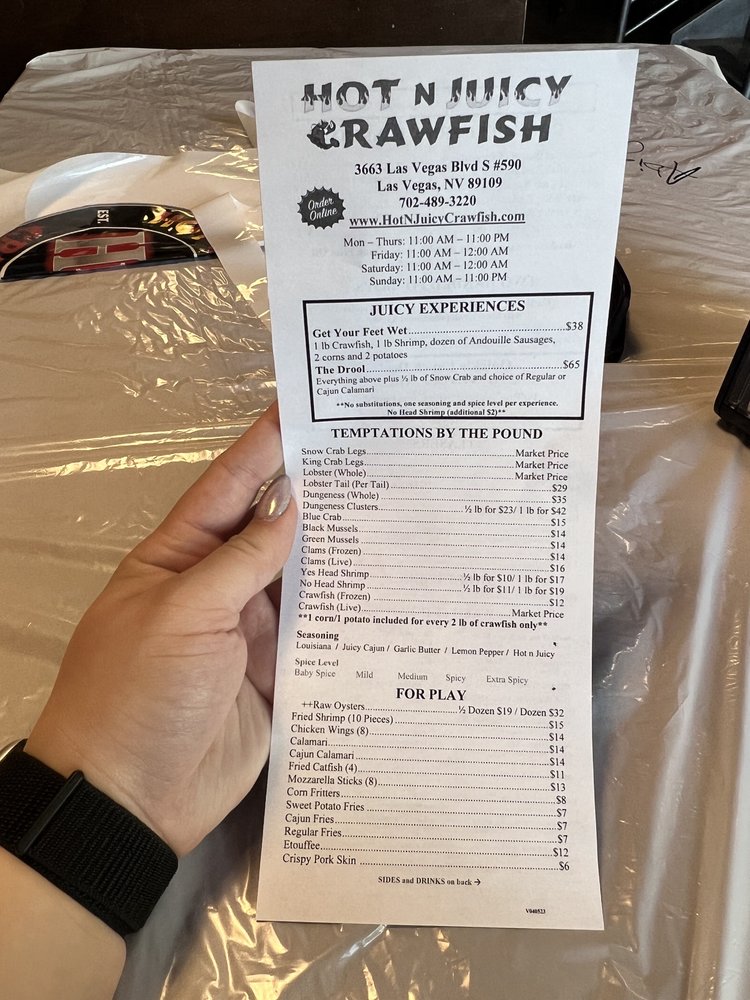 HOT N JUICY
CRAWFISH
3663 Las Vegas Blvd S #590
Las Vegas, NV 89109
702-489-3220
Order
Online
www.HotNJuicyCrawfish.com
Mon – Thurs: 11:00 AM – 11:00 PM
Friday: 11:00 AM – 12:00 AM
Saturday: 11:00 AM – 12:00 AM
Sunday: 11:00 AM – 11:00 PM
JUICY EXPERIENCES
Get Your Feet Wet $38
1 lb Crawfish, 1 lb Shrimp, dozen of Andouille Sausages,
2 corns and 2 potatoes
The Drool $65
Everything above plus ½ lb of Snow Crab and choice of Regular or
Cajun Calamari
**No substitutions, one seasoning and spice level per experience.
No Head Shrimp (additional $2)**
TEMPTATIONS BY THE POUND
Snow Crab Legs Market Price
King Crab Legs Market Price
Lobster (Whole) Market Price
Lobster Tail (Per Tail) $29
Dungeness (Whole) $35
Dungeness Clusters ½ lb for $23/ 1 lb for $42
Blue Crab $15
Black Mussels $14
Green Mussels $14
Clams (Frozen) $14
Clams (Live) $16
Yes Head Shrimp ½ lb for $10/ 1 lb for $17
No Head Shrimp ½ lb for $11/ 1 lb for $19
Crawfish (Frozen) $12
Crawfish (Live) Market Price
**1 corn/1 potato included for every 2 lb of crawfish only**
Seasoning
Louisiana / Juicy Cajun / Garlic Butter / Lemon Pepper / Hot n Juicy
Spice Level
Baby Spice Mild Medium Spicy Extra Spicy
FOR PLAY
++Raw Oysters ½ Dozen $19 / Dozen $32
Fried Shrimp (10 Pieces) $15
Chicken Wings (8) $14
Calamari $14
Cajun Calamari $14
Fried Catfish (4) $11
Mozzarella Sticks (8) $13
Corn Fritters $8
Sweet Potato Fries $7
Cajun Fries $7
Regular Fries $7
Etouffee $12
Crispy Pork Skin $6
SIDES and DRINKS on back →
V040523
EST.
H